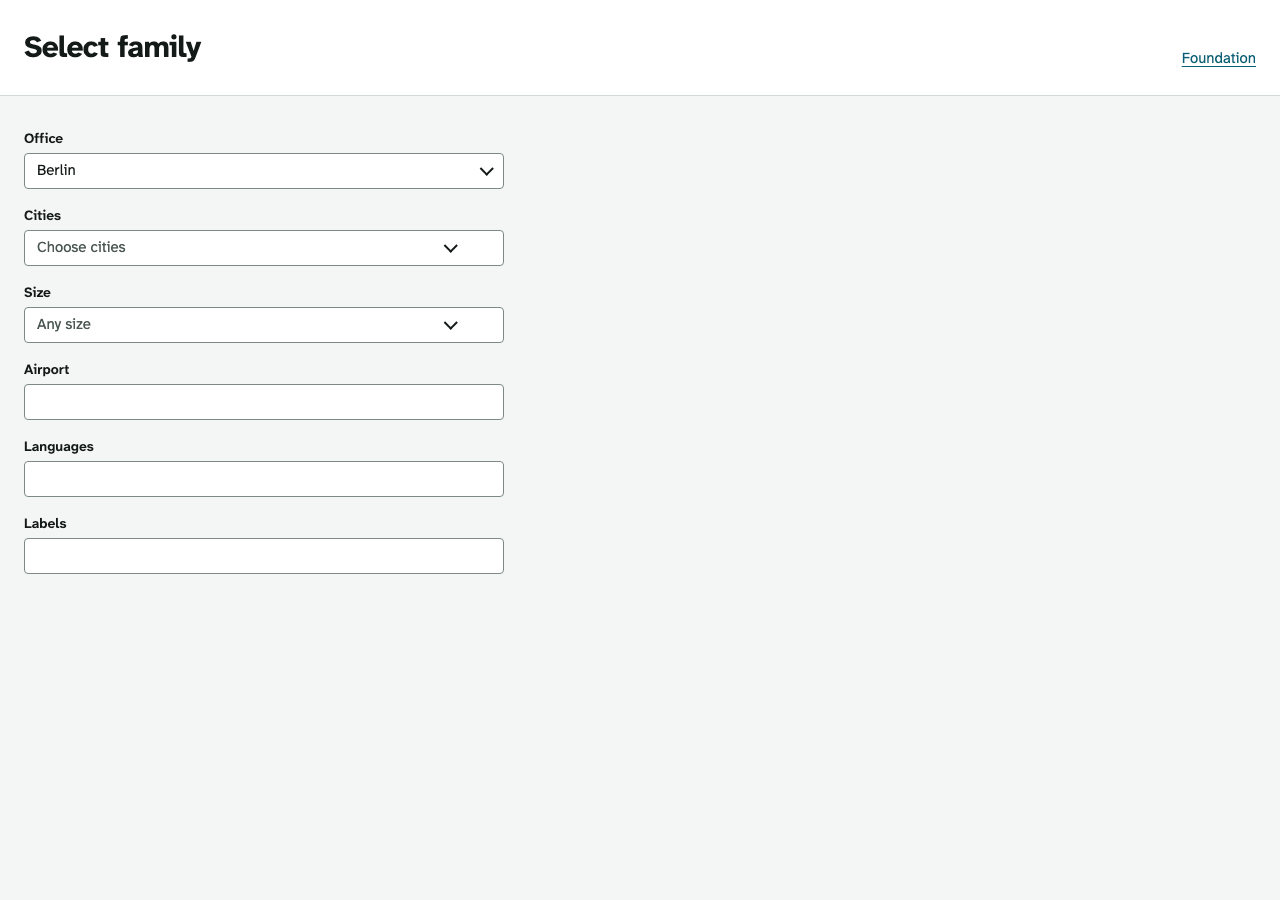 Select family
Foundation
Office
Berlin
Cities
Choose cities
Size
Any size
Airport
Languages
Labels